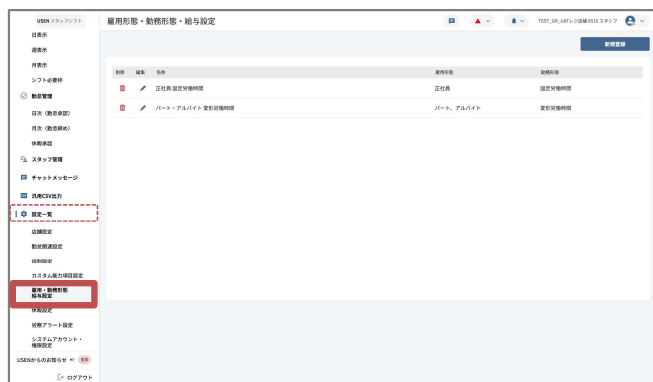 USEN スタッフシフト
雇用形態・勤務形態・給与設定
TEST_GR_UATレジ店舗0010 スタシフ
日表示
週表示
月表示
シフト必要枠
勤怠管理
日次（勤怠承認）
月次（勤怠締め）
休暇承認
スタッフ管理
チャットメッセージ
汎用CSV出力
設定一覧
店舗設定
勤怠関連設定
役割設定
カスタム能力項目設定
雇用・勤務形態
給与設定
休暇設定
労務アラート設定
システムアカウント・
権限設定
USENからのお知らせ 重要
ログアウト
新規登録
削除 編集 名称 雇用形態 勤務形態
正社員 固定労働時間 正社員 固定労働時間
パート・アルバイト 変形労働時間 パート、アルバイト 変形労働時間